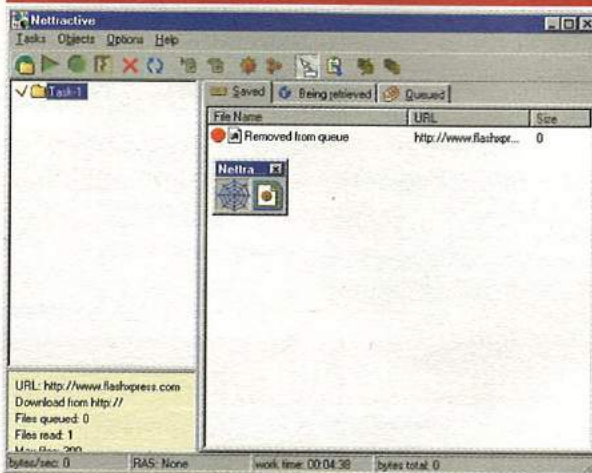 Nettractive
Tasks Objects Options Help
Task-1
Saved Being retrieved Queued
File Name URL Size
Removed from queue http://www.flashxpr... 0
Nettra...
URL: http://www.flashxpress.com
Download from http://
Files queued: 0
Files read: 1
bytes/sec: 0 RAS: None work time: 00:04:38 bytes total: 0